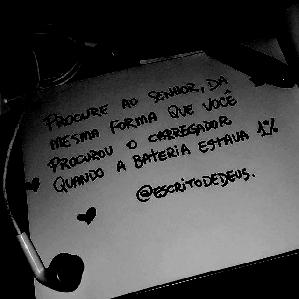 PROCURE AO SENHOR, DA
MESMA FORMA QUE VOCÊ
PROCUROU O CARREGADOR
QUANDO A BATERIA ESTAVA 1%
@ESCRITODEDEUS.